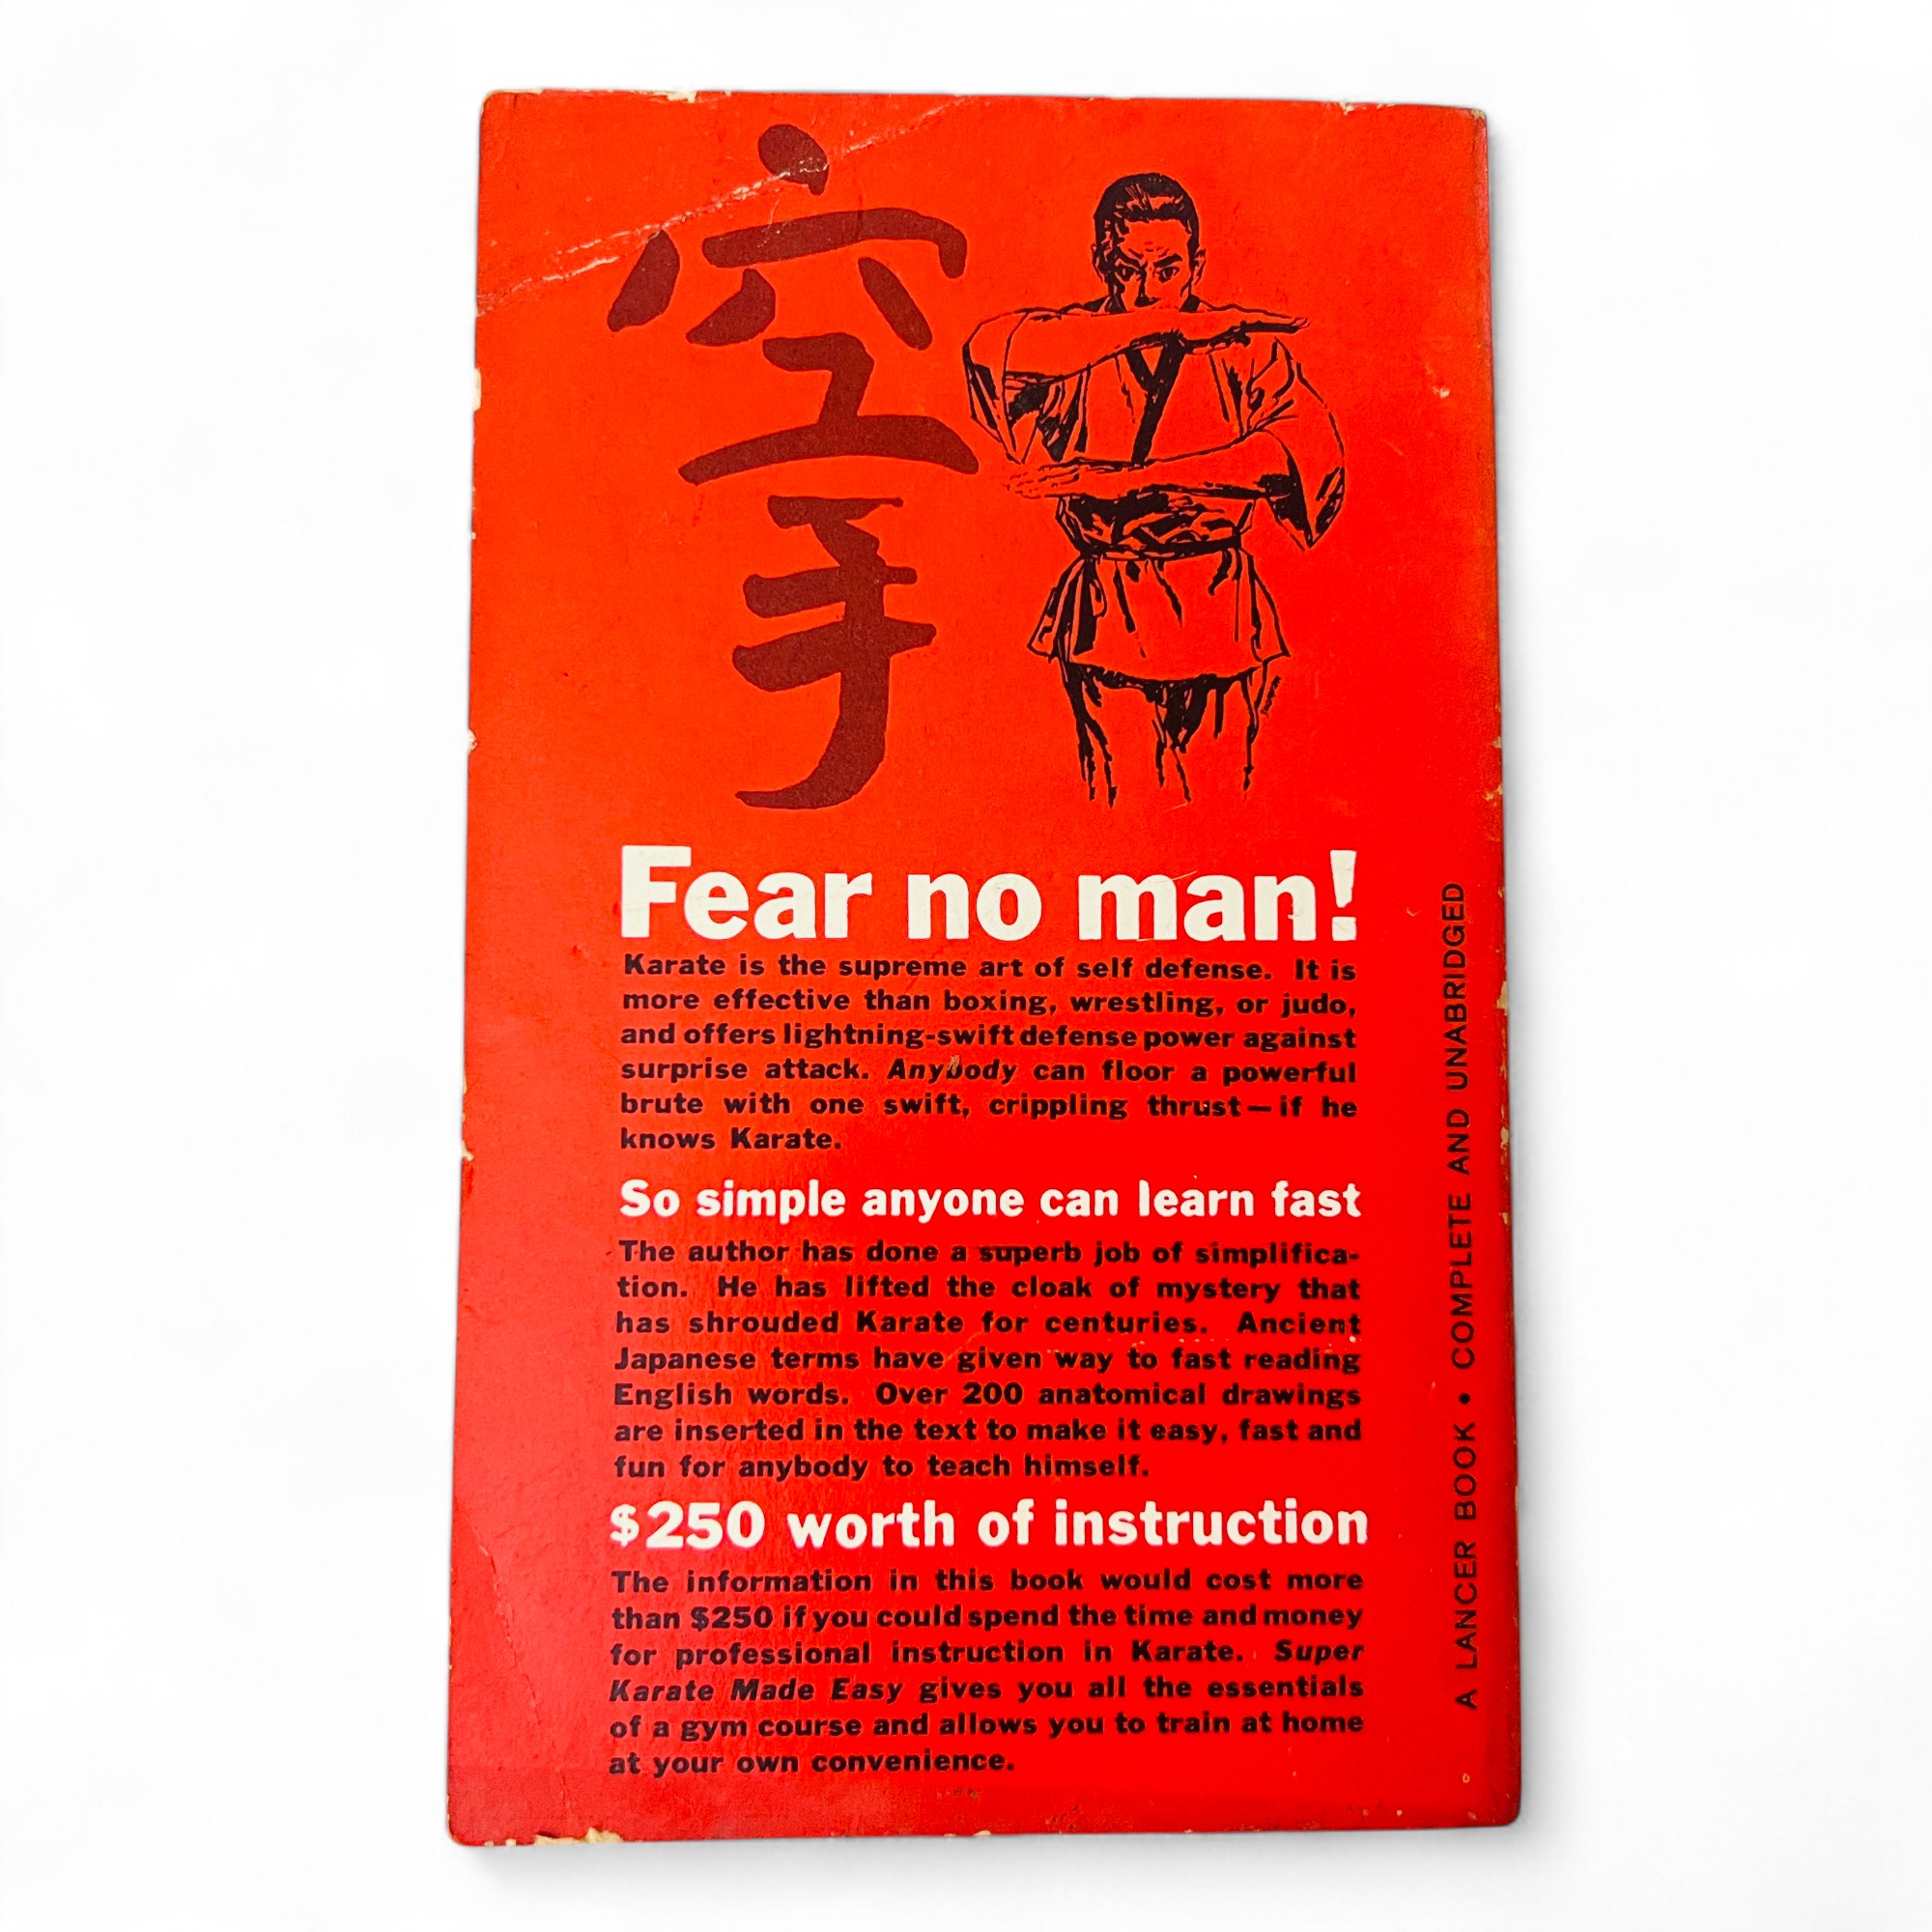 空手
Fear no man!
Karate is the supreme art of self defense. It is
more effective than boxing, wrestling, or judo,
and offers lightning-swift defense power against
surprise attack. Anybody can floor a powerful
brute with one swift, crippling thrust—if he
knows Karate.
So simple anyone can learn fast
The author has done a superb job of simplifica-
tion. He has lifted the cloak of mystery that
has shrouded Karate for centuries. Ancient
Japanese terms have given way to fast reading
English words. Over 200 anatomical drawings
are inserted in the text to make it easy, fast and
fun for anybody to teach himself.
$250 worth of instruction
The information in this book would cost more
than $250 if you could spend the time and money
for professional instruction in Karate. Super
Karate Made Easy gives you all the essentials
of a gym course and allows you to train at home
at your own convenience.
A LANCER BOOK • COMPLETE AND UNABRIDGED